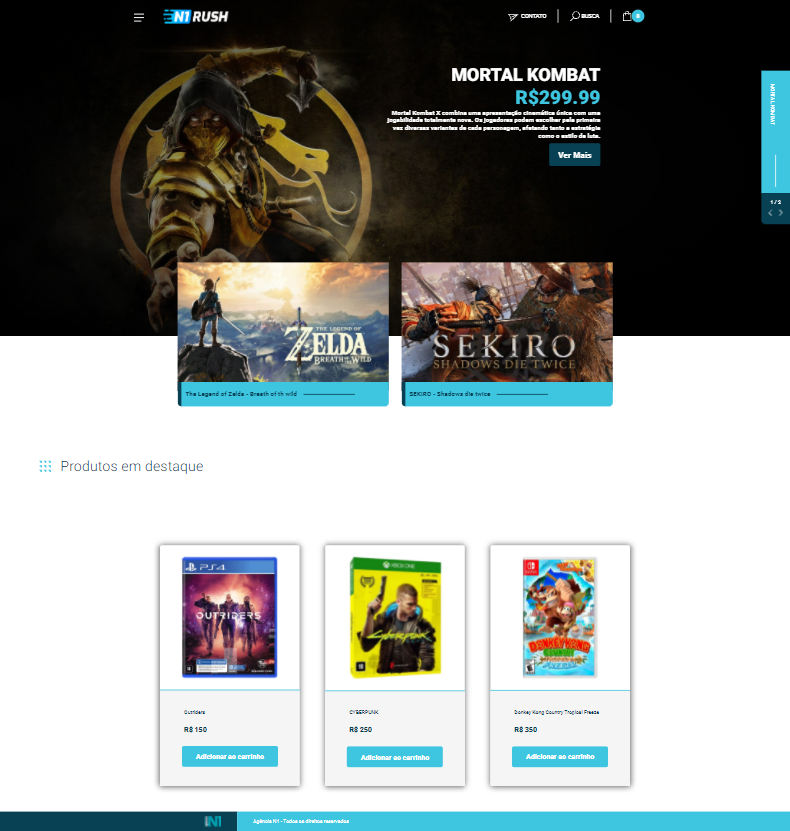 N1 RUSH
CONTATO
BUSCA
0
MORTAL KOMBAT
R$299.99
Mortal Kombat X combina uma apresentação cinemática única com uma
jogabilidade totalmente nova. Os jogadores podem escolher pela primeira
vez diversas variantes de cada personagem, afetando tanto a estratégia
como o estilo de luta.
Ver Mais
MORTAL KOMBAT
1 / 2
THE LEGEND OF
ZELDA
BREATH OF THE WILD
SEKIRO
SHADOWS DIE TWICE
The Legend of Zelda - Breath of th wild
SEKIRO - Shadows die twice
Produtos em destaque
PS4
OUTRIDERS
XBOX ONE
CYBERPUNK
DONKEY KONG
COUNTRY
Outriders
R$ 150
Adicionar ao carrinho
CYBERPUNK
R$ 250
Adicionar ao carrinho
Donkey Kong Country Tropical Freeze
R$ 350
Adicionar ao carrinho
N1
Agência N1 - Todos os direitos reservados